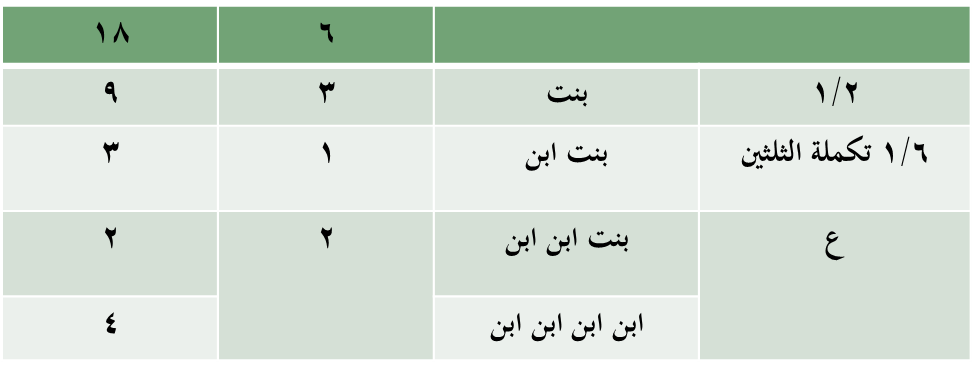 ٦ ١٨
١/٢ بنت ٣ ٩
١/٦ تكملة الثلثين بنت ابن ١ ٣
ع بنت ابن ابن ٢ ٢
ابن ابن ابن ابن ٤